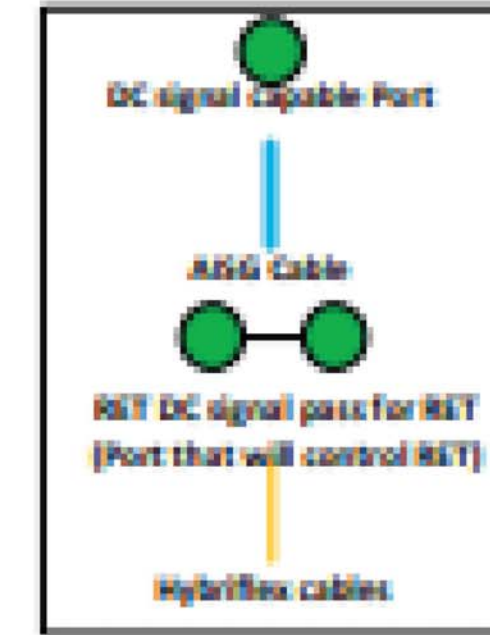 DC signal capable Port
AISG Cable
RET DC signal pass for RET
(Port that will control RET)
Hybriflex cables